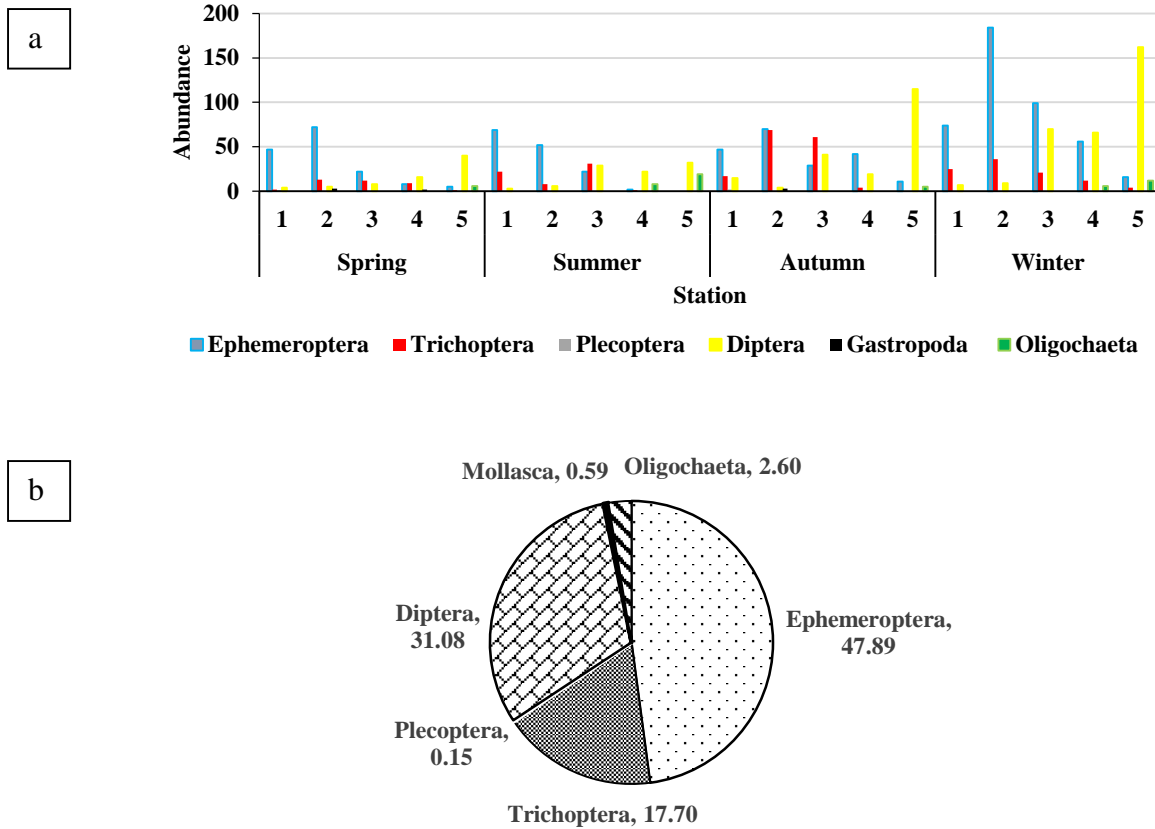 a
200
150
100
50
0
Abundance
1 2 3 4 5 1 2 3 4 5 1 2 3 4 5 1 2 3 4 5
Spring Summer Autumn Winter
Station
Ephemeroptera Trichoptera Plecoptera Diptera Gastropoda Oligochaeta
b
Mollasca, 0.59
Oligochaeta, 2.60
Diptera,
31.08
Ephemeroptera,
47.89
Plecoptera,
0.15
Trichoptera, 17.70